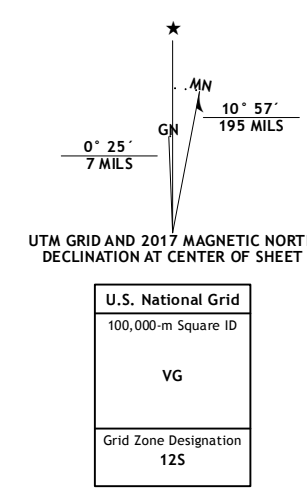 ★
MN
10° 57´
195 MILS
GN
0° 25´
7 MILS
UTM GRID AND 2017 MAGNETIC NORT
DECLINATION AT CENTER OF SHEET
U.S. National Grid
100,000-m Square ID
VG
Grid Zone Designation
12S